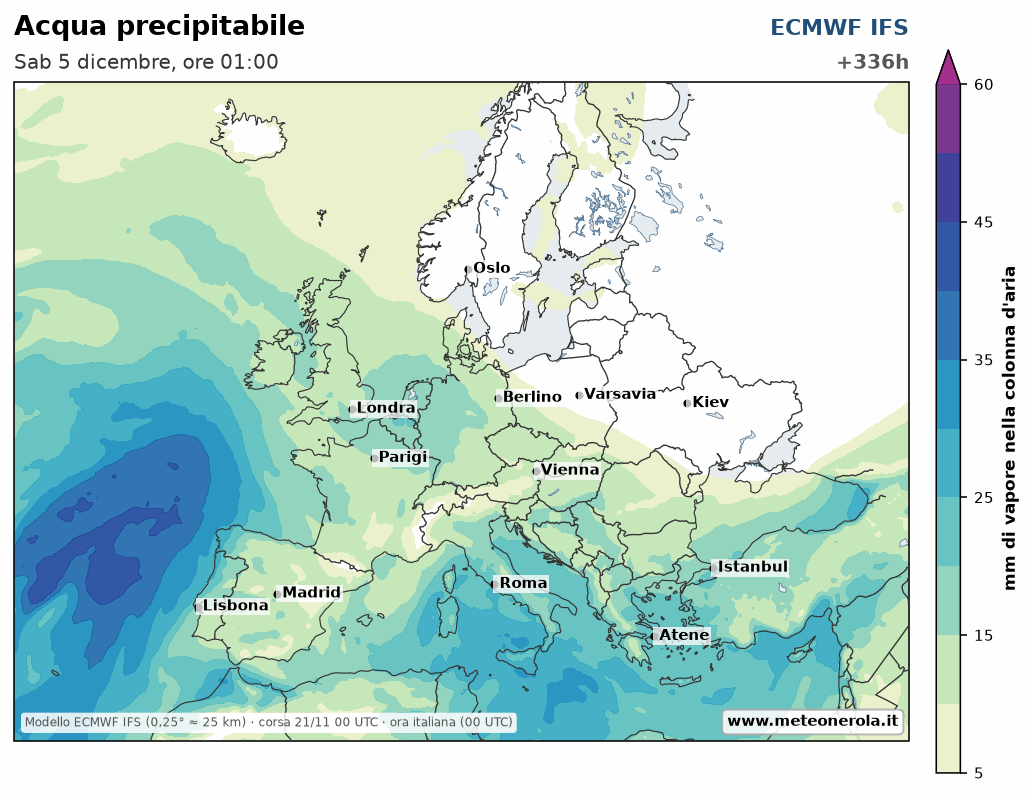 Acqua precipitabile
ECMWF IFS
Sab 5 dicembre, ore 01:00
+336h
60
45
35
25
15
5
mm di vapore nella colonna d'aria
Oslo
Berlino
Varsavia
Kiev
Londra
Parigi
Vienna
Istanbul
Roma
Madrid
Lisbona
Atene
Modello ECMWF IFS (0,25° ≈ 25 km) · corsa 21/11 00 UTC · ora italiana (00 UTC)
www.meteonerola.it